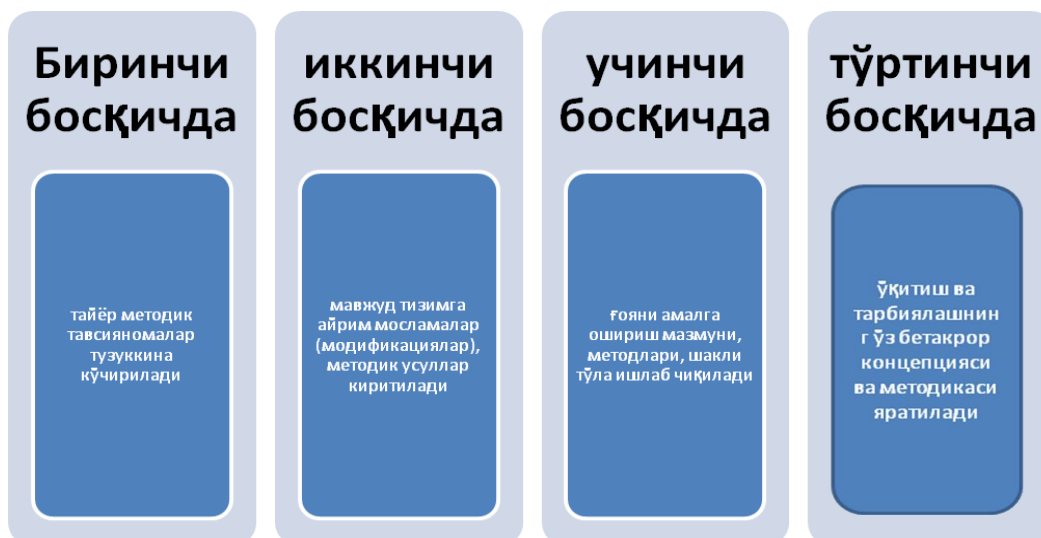 Биринчи
босқичда
тайёр методик
тавсияномалар
тузуккина
кўчирилади
иккинчи
босқичда
мавжуд тизимга
айрим мосламалар
(модификациялар),
методик усуллар
киритилади
учинчи
босқичда
ғояни амалга
ошириш мазмуни,
методлари, шакли
тўла ишлаб чиқилади
тўртинчи
босқичда
ўқитиш ва
тарбиялашнин
г ўз бетакрор
концепцияси
ва методикаси
яратилади